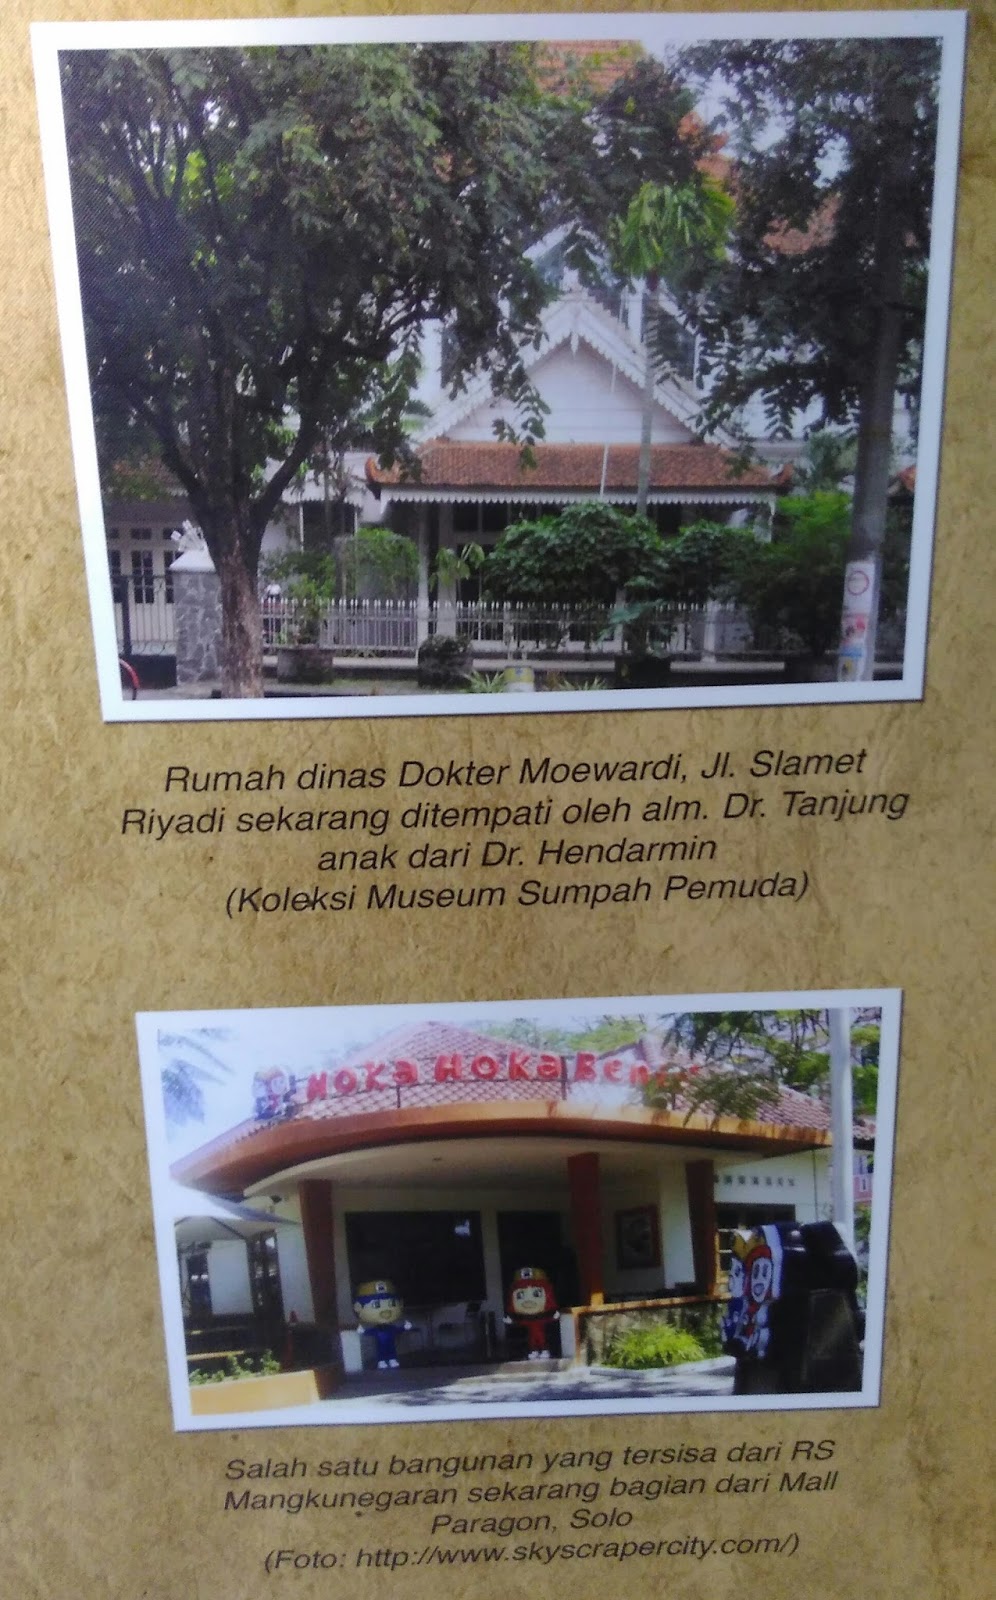 Rumah dinas Dokter Moewardi, Jl. Slamet
Riyadi sekarang ditempati oleh alm. Dr. Tanjung
anak dari Dr. Hendarmin
(Koleksi Museum Sumpah Pemuda)
HOKA HOKA BENTO
Salah satu bangunan yang tersisa dari RS
Mangkunegaran sekarang bagian dari Mall
Paragon, Solo
(Foto: http://www.skyscrapercity.com/)